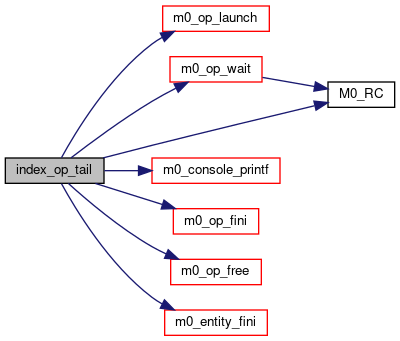 m0_op_launch
m0_op_wait
M0_RC
index_op_tail
m0_console_printf
m0_op_fini
m0_op_free
m0_entity_fini